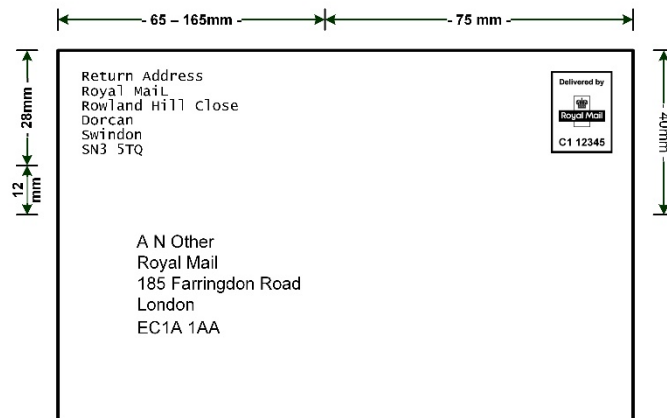 - 65 – 165mm -
- 75 mm -
- 28mm -
12
mm
- 40mm-
Return Address
Royal MaiL
Rowland Hill Close
Dorcan
Swindon
SN3 5TQ
Delivered by
Royal Mail
C1 12345
A N Other
Royal Mail
185 Farringdon Road
London
EC1A 1AA